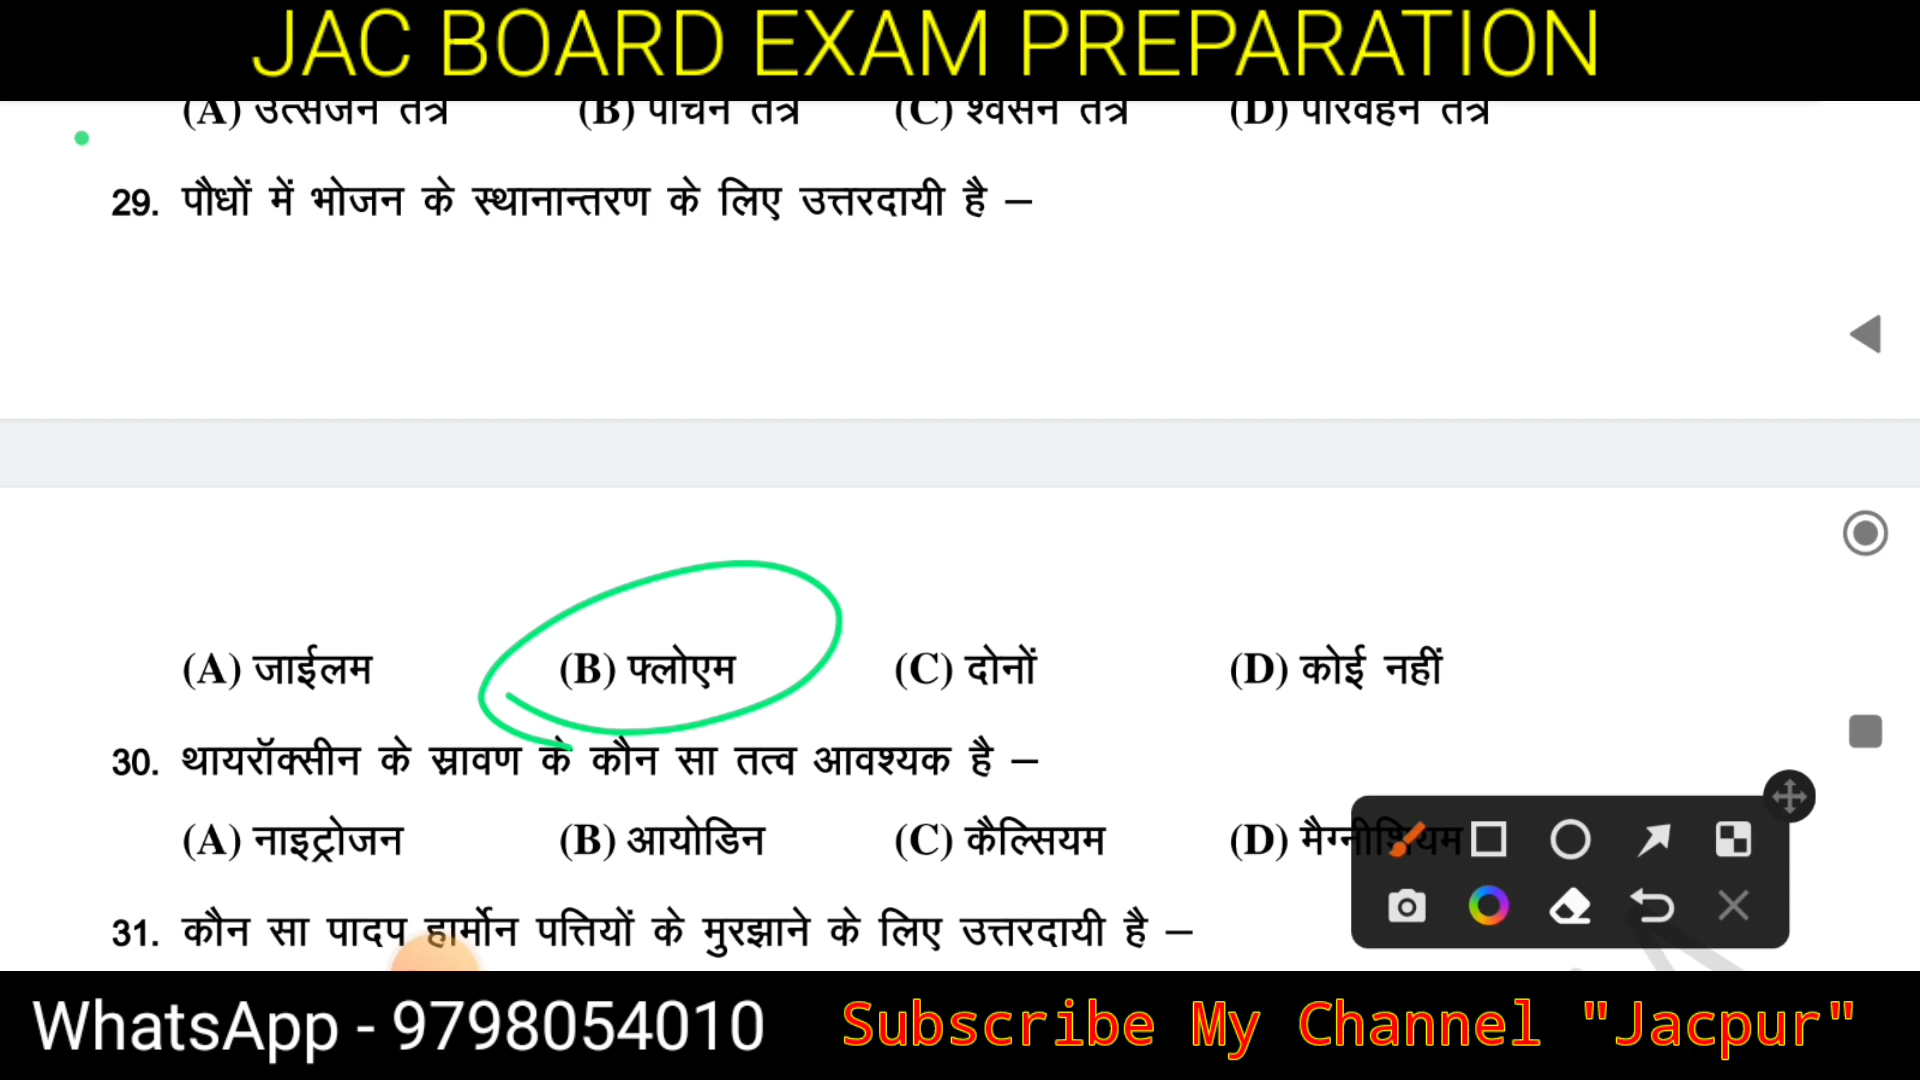 JAC BOARD EXAM PREPARATION
(A) उत्सर्जन तंत्र (B) पाचन तंत्र (C) श्वसन तंत्र (D) परिवहन तंत्र
29. पौधों में भोजन के स्थानान्तरण के लिए उत्तरदायी है –
(A) जाईलम (B) फ्लोएम (C) दोनों (D) कोई नहीं
30. थायरॉक्सीन के स्रावण के कौन सा तत्व आवश्यक है –
(A) नाइट्रोजन (B) आयोडिन (C) कैल्सियम (D) मैग्नीशियम
31. कौन सा पादप हार्मोन पत्तियों के मुरझाने के लिए उत्तरदायी है –
WhatsApp - 9798054010 Subscribe My Channel "Jacpur"